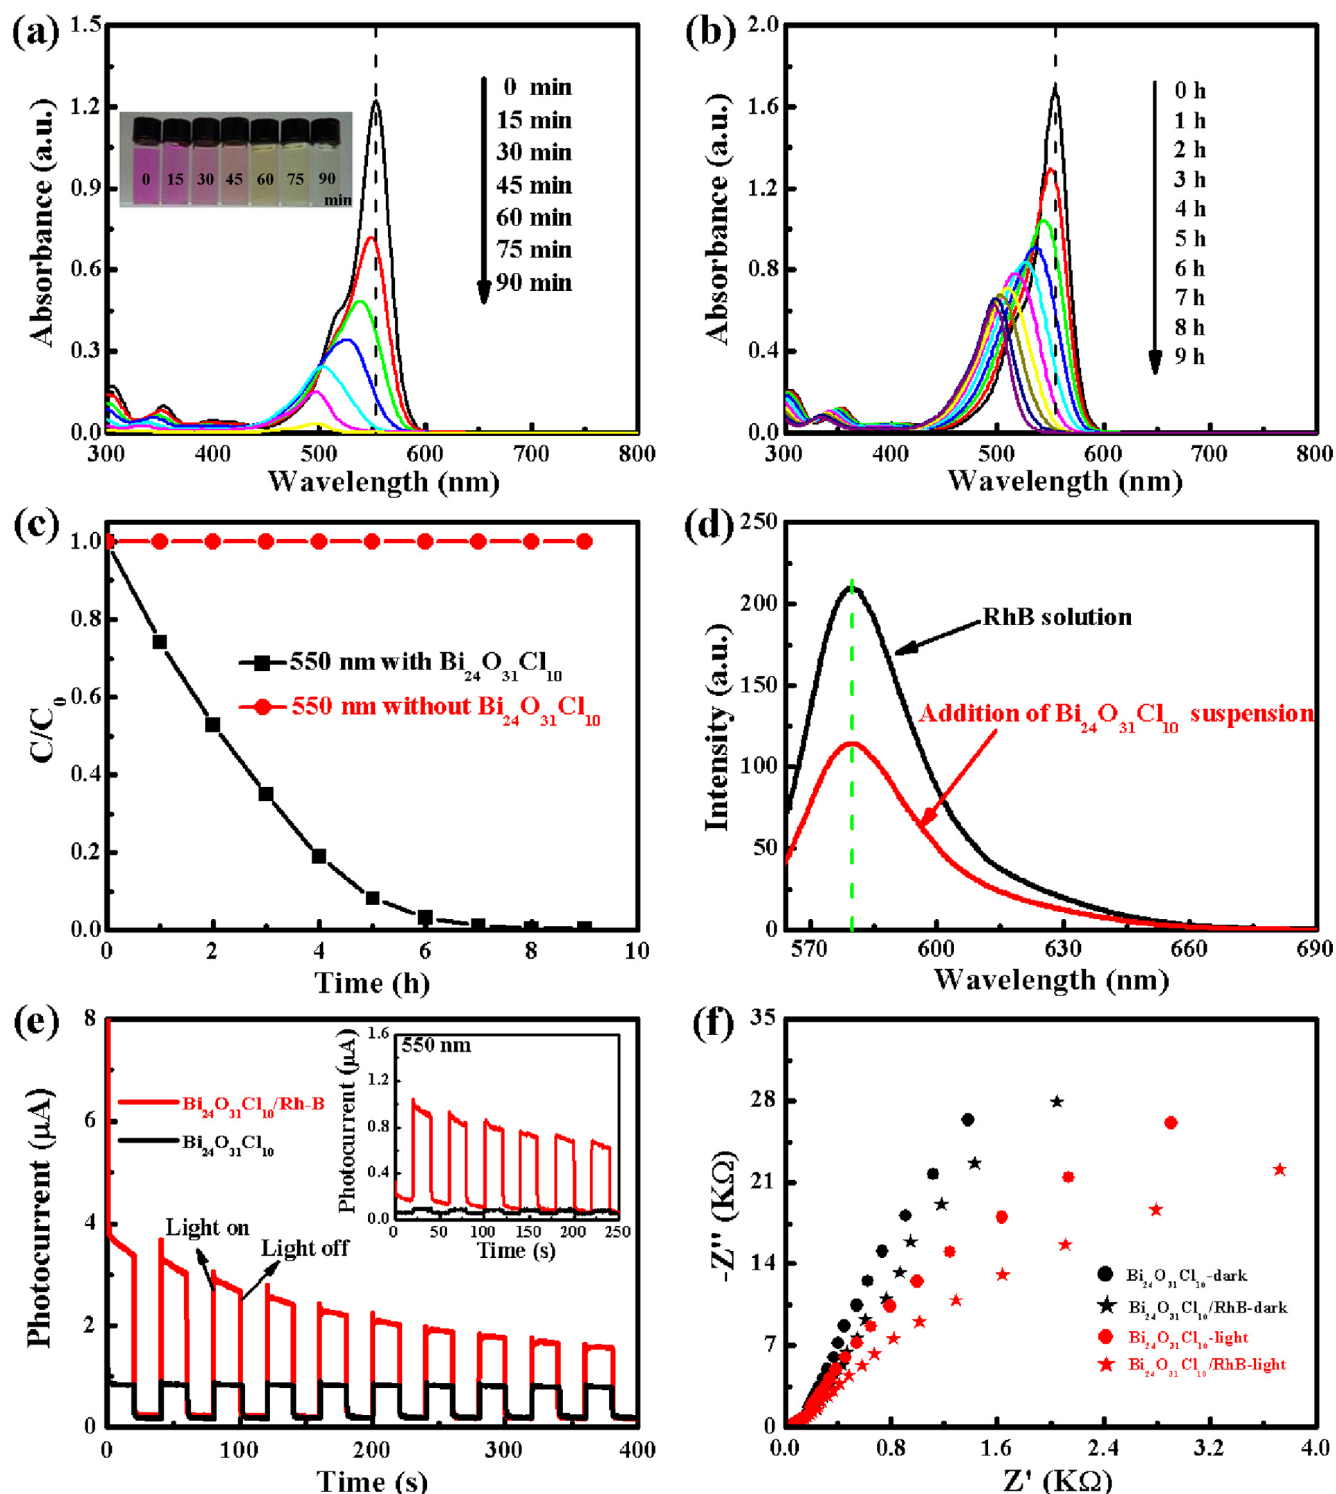 (a)
1.5
1.2
0.9
0.6
0.3
0.0
Absorbance (a.u.)
300 400 500 600 700 800
Wavelength (nm)
0 min
15 min
30 min
45 min
60 min
75 min
90 min
0 15 30 45 60 75 90
min
(b)
2.0
1.6
1.2
0.8
0.4
0.0
Absorbance (a.u.)
300 400 500 600 700 800
Wavelength (nm)
0 h
1 h
2 h
3 h
4 h
5 h
6 h
7 h
8 h
9 h
(c)
1.0
0.8
0.6
0.4
0.2
0.0
C/C₀
0 2 4 6 8 10
Time (h)
550 nm with Bi₂₄O₃₁Cl₁₀
550 nm without Bi₂₄O₃₁Cl₁₀
(d)
250
200
150
100
50
0
Intensity (a.u.)
570 600 630 660 690
Wavelength (nm)
RhB solution
Addition of Bi₂₄O₃₁Cl₁₀ suspension
(e)
8
6
4
2
0
Photocurrent (μA)
0 100 200 300 400
Time (s)
Bi₂₄O₃₁Cl₁₀/Rh-B
Bi₂₄O₃₁Cl₁₀
Light on
Light off
1.6
1.2
0.8
0.4
0.0
Photocurrent (μA)
550 nm
0 50 100 150 200 250
Time (s)
(f)
35
28
21
14
7
0
-Z'' (KΩ)
0.0 0.8 1.6 2.4 3.2 4.0
Z' (KΩ)
Bi₂₄O₃₁Cl₁₀-dark
Bi₂₄O₃₁Cl₁₀/RhB-dark
Bi₂₄O₃₁Cl₁₀-light
Bi₂₄O₃₁Cl₁₀/RhB-light